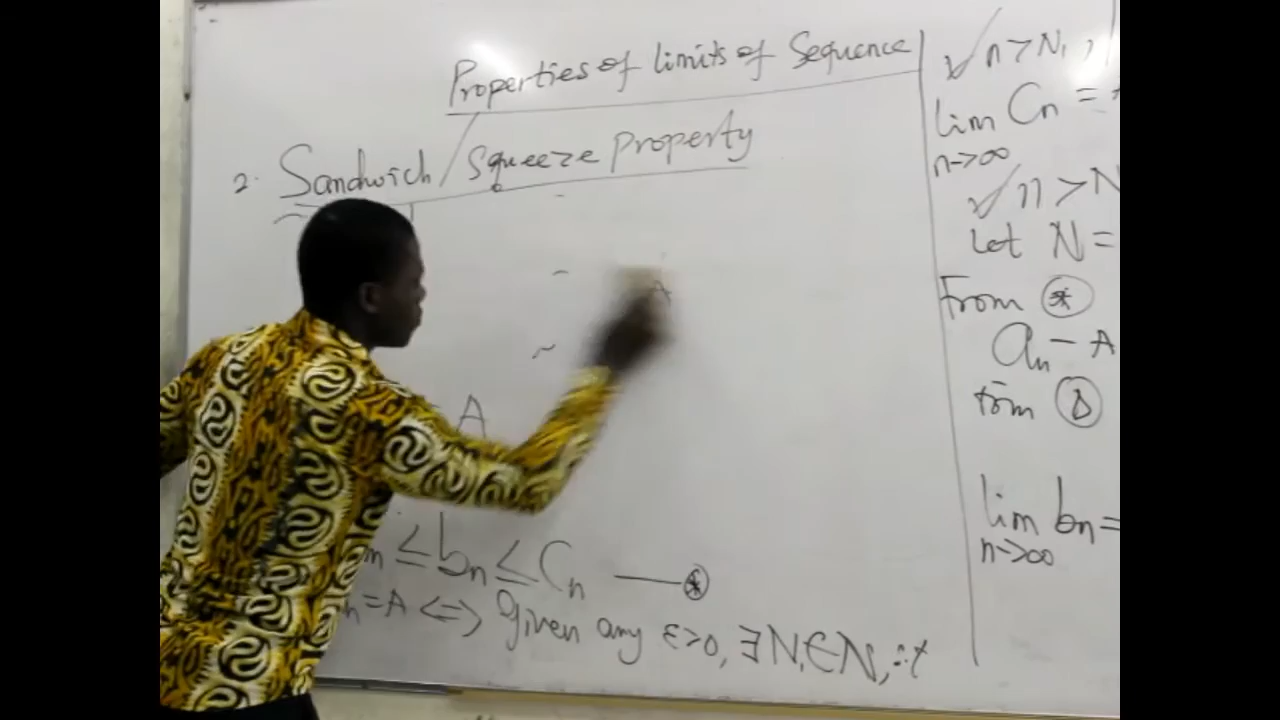 Properties of limits of Sequence
2. Sandwich / Squeeze Property
A
A
n ≤ bn ≤ Cn — ⊛
n = A <=> Given any ε>0, ∃N₁∈N, ∴t
✓ n > N₁, |
lim Cn =
n->∞
✓ n > N
Let N =
From ⊛
an - A
from
lim bn =
n->∞